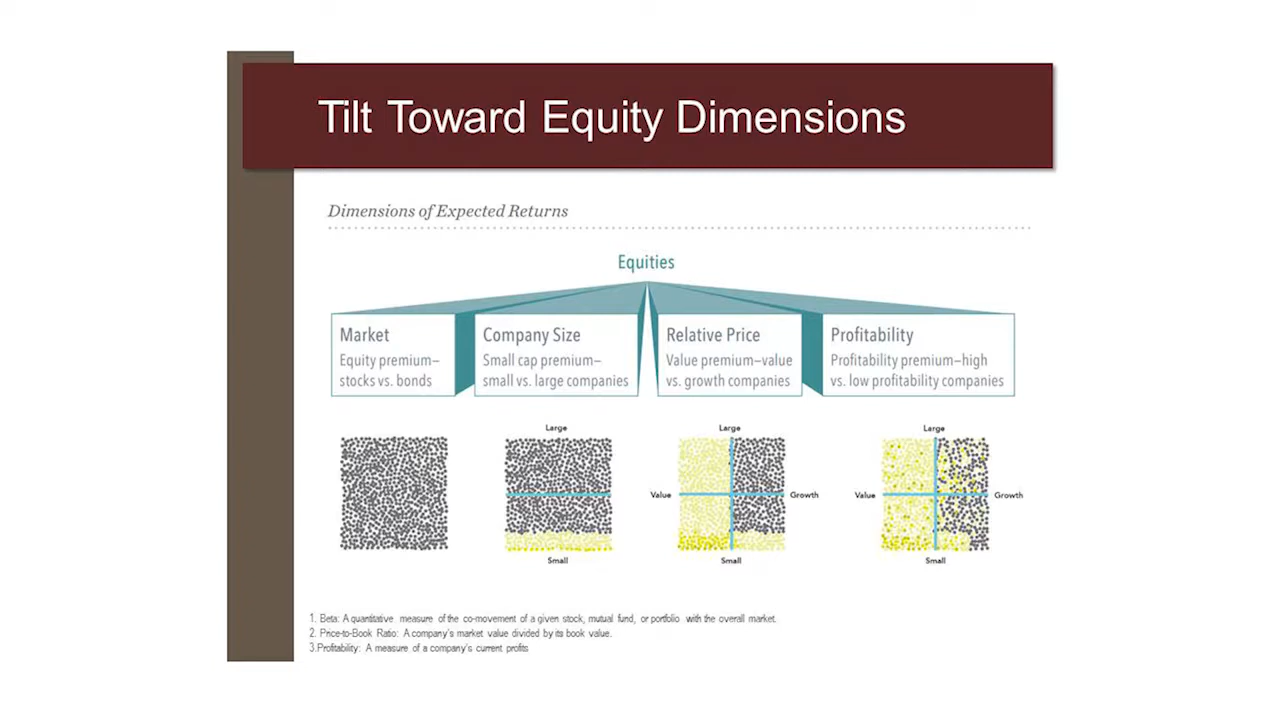 Tilt Toward Equity Dimensions
Dimensions of Expected Returns
Equities
Market
Equity premium–
stocks vs. bonds
Company Size
Small cap premium–
small vs. large companies
Relative Price
Value premium–value
vs. growth companies
Profitability
Profitability premium–high
vs. low profitability companies
Large
Small
Large
Value
Growth
Small
Large
Value
Growth
Small
1. Beta: A quantitative measure of the co-movement of a given stock, mutual fund, or portfolio with the overall market.
2. Price-to-Book Ratio: A company's market value divided by its book value.
3.Profitability: A measure of a company's current profits